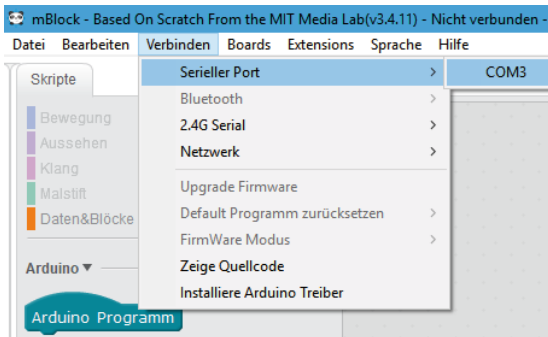 mBlock - Based On Scratch From the MIT Media Lab(v3.4.11) - Nicht verbunden -
Datei Bearbeiten Verbinden Boards Extensions Sprache Hilfe
Skripte
Bewegung
Aussehen
Klang
Malstift
Daten&Blöcke
Arduino
Arduino Programm
Serieller Port
COM3
Bluetooth
2.4G Serial
Netzwerk
Upgrade Firmware
Default Programm zurücksetzen
FirmWare Modus
Zeige Quellcode
Installiere Arduino Treiber